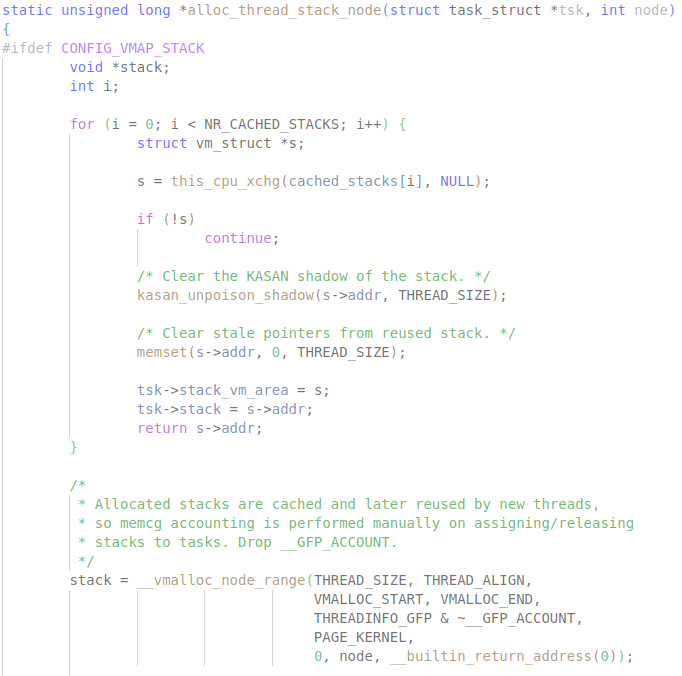 static unsigned long *alloc_thread_stack_node(struct task_struct *tsk, int node)
{
#ifdef CONFIG_VMAP_STACK
void *stack;
int i;
for (i = 0; i < NR_CACHED_STACKS; i++) {
struct vm_struct *s;
s = this_cpu_xchg(cached_stacks[i], NULL);
if (!s)
continue;
/* Clear the KASAN shadow of the stack. */
kasan_unpoison_shadow(s->addr, THREAD_SIZE);
/* Clear stale pointers from reused stack. */
memset(s->addr, 0, THREAD_SIZE);
tsk->stack_vm_area = s;
tsk->stack = s->addr;
return s->addr;
}
/*
* Allocated stacks are cached and later reused by new threads,
* so memcg accounting is performed manually on assigning/releasing
* stacks to tasks. Drop __GFP_ACCOUNT.
*/
stack = __vmalloc_node_range(THREAD_SIZE, THREAD_ALIGN,
VMALLOC_START, VMALLOC_END,
THREADINFO_GFP & ~__GFP_ACCOUNT,
PAGE_KERNEL,
0, node, __builtin_return_address(0));